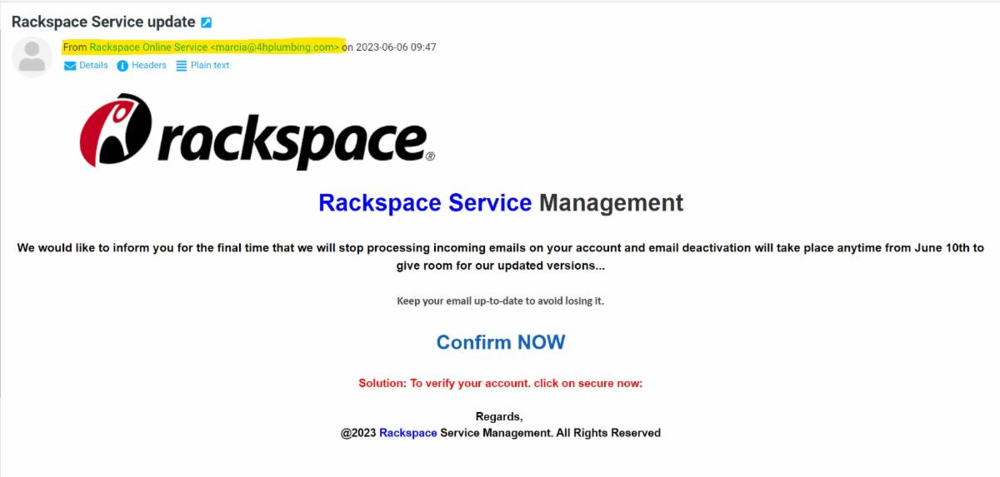 Rackspace Service update
From Rackspace Online Service <marcia@4hplumbing.com> on 2023-06-06 09:47
Details Headers Plain text
rackspace®
Rackspace Service Management
We would like to inform you for the final time that we will stop processing incoming emails on your account and email deactivation will take place anytime from June 10th to
give room for our updated versions...
Keep your email up-to-date to avoid losing it.
Confirm NOW
Solution: To verify your account. click on secure now:
Regards,
@2023 Rackspace Service Management. All Rights Reserved